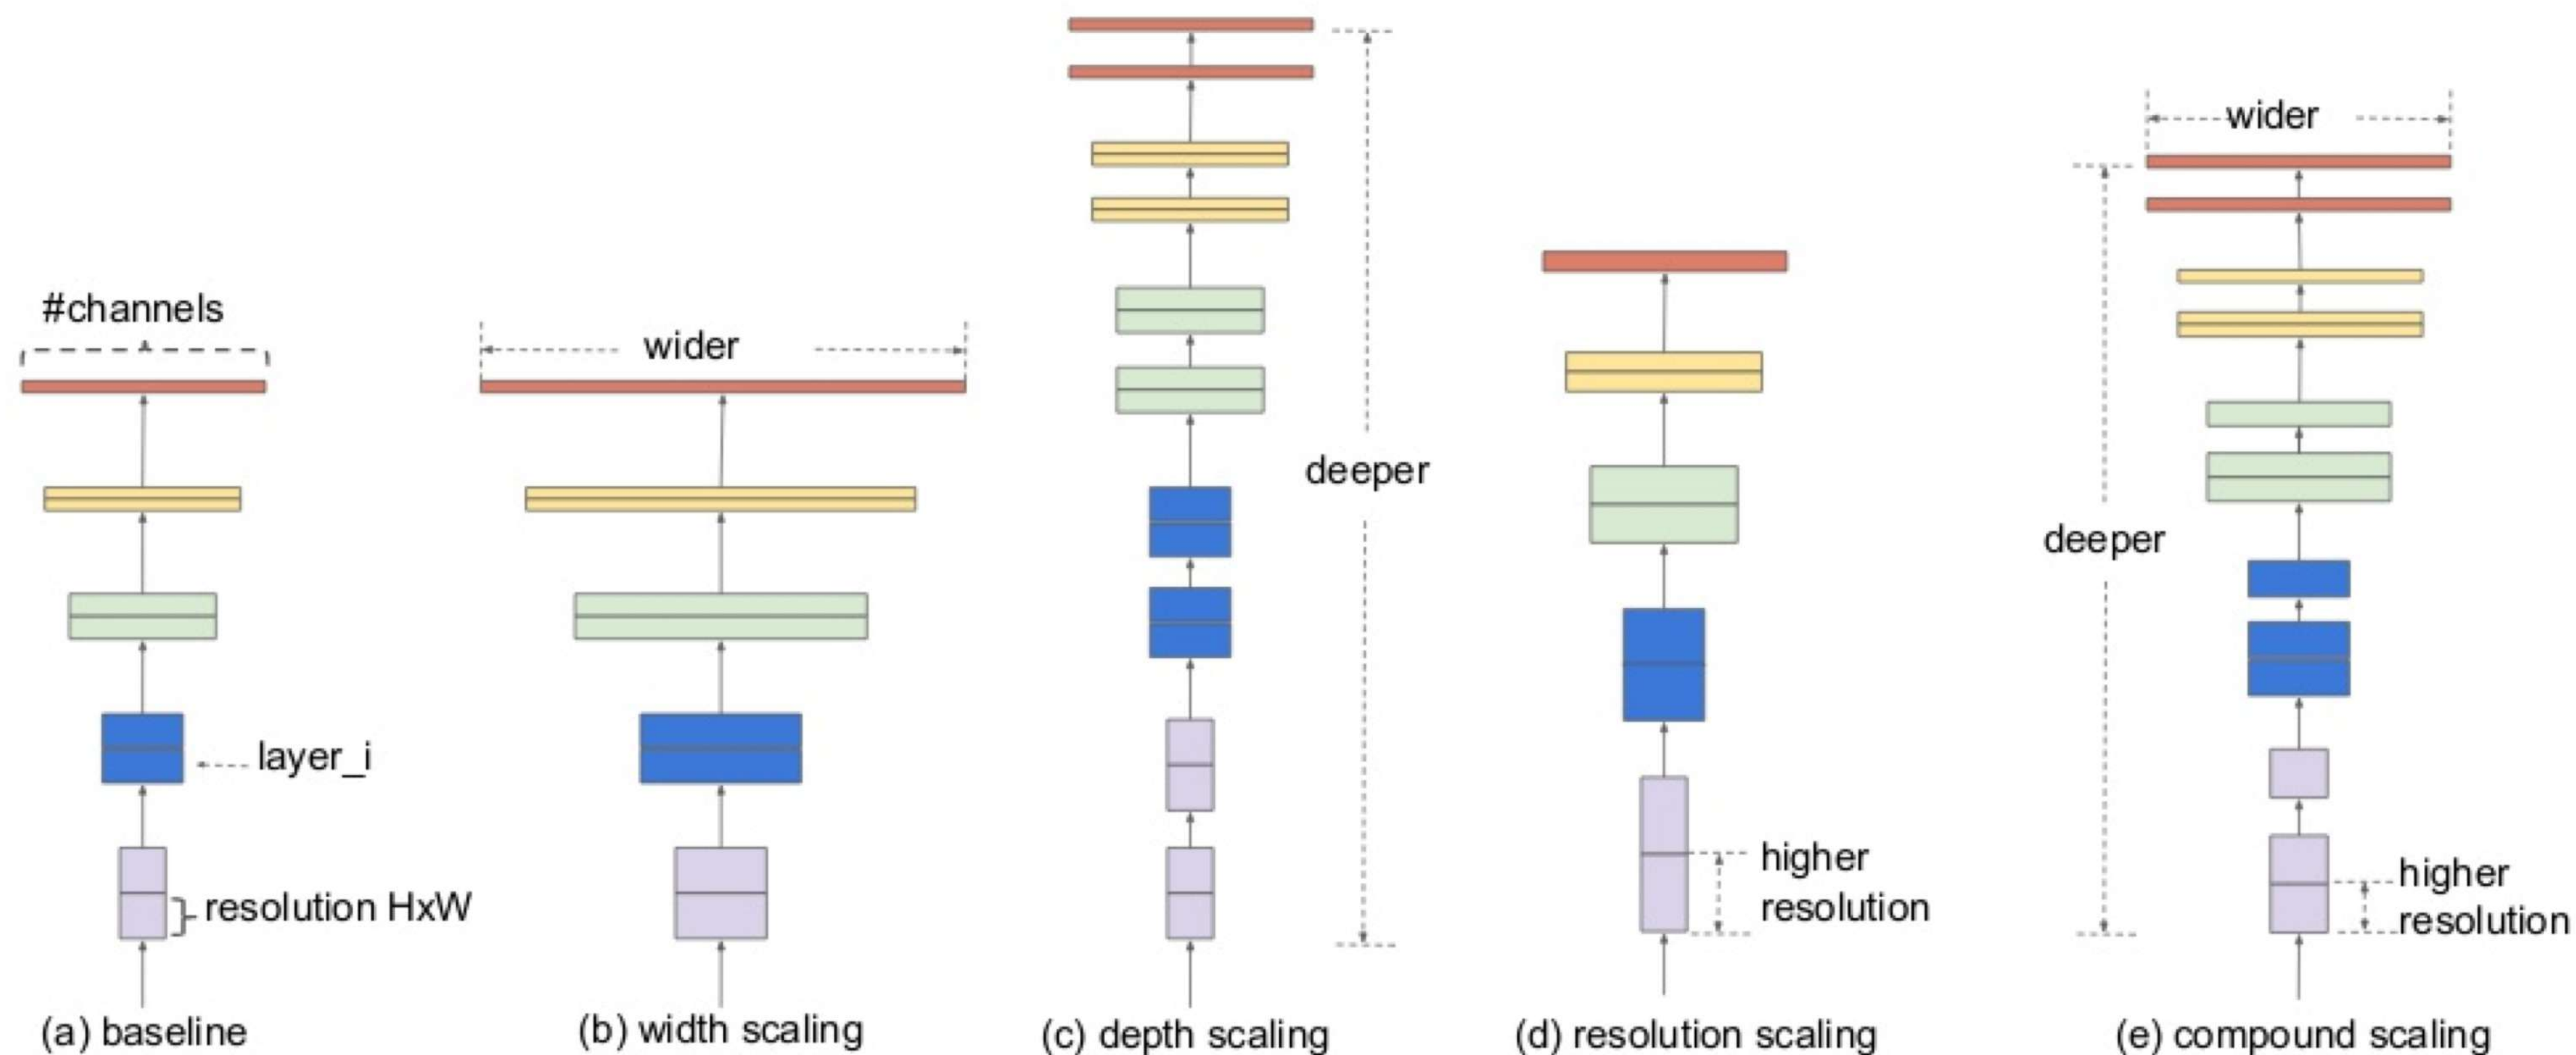 #channels
layer_i
resolution HxW
(a) baseline
wider
(b) width scaling
deeper
(c) depth scaling
higher
resolution
(d) resolution scaling
wider
deeper
higher
resolution
(e) compound scaling